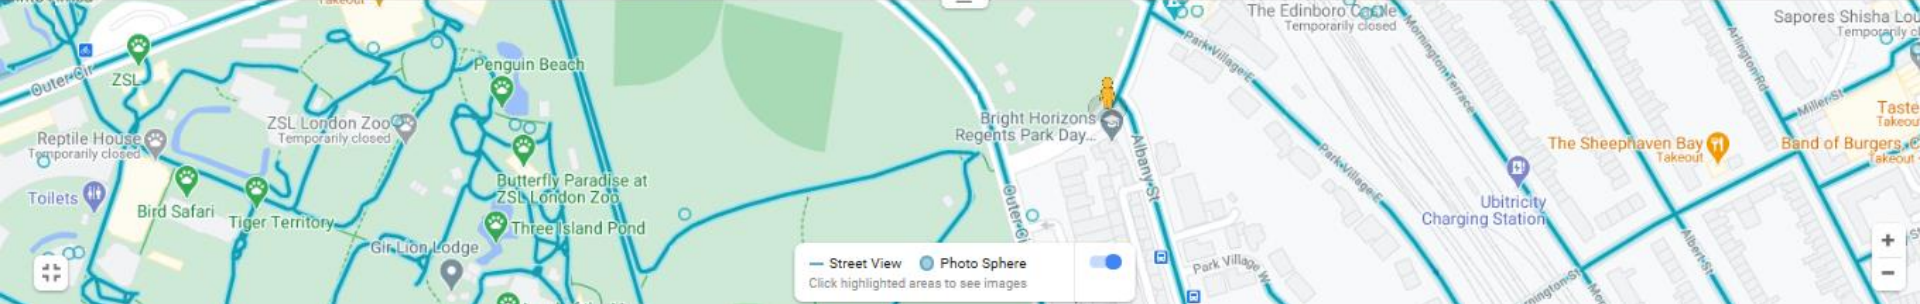 Takeout
Outer Cir
ZSL
Penguin Beach
ZSL London Zoo
Temporarily closed
Reptile House
Temporarily closed
Toilets
Bird Safari
Tiger Territory
Butterfly Paradise at
ZSL London Zoo
Three Island Pond
Gir Lion Lodge
Bright Horizons
Regents Park Day...
Outer Ci
Albany St
Park Village E
The Edinboro Castle
Temporarily closed
Mornington Terrace
Park Village E
Park Village W
Arlington Rd
Sapores Shisha Lou
Temporarily cl
Miller St
Taste
Takeou
The Sheephaven Bay
Takeout
Band of Burgers, C
Takeout
Ubitricity
Charging Station
Albert St
Street View
Photo Sphere
Click highlighted areas to see images
+
−